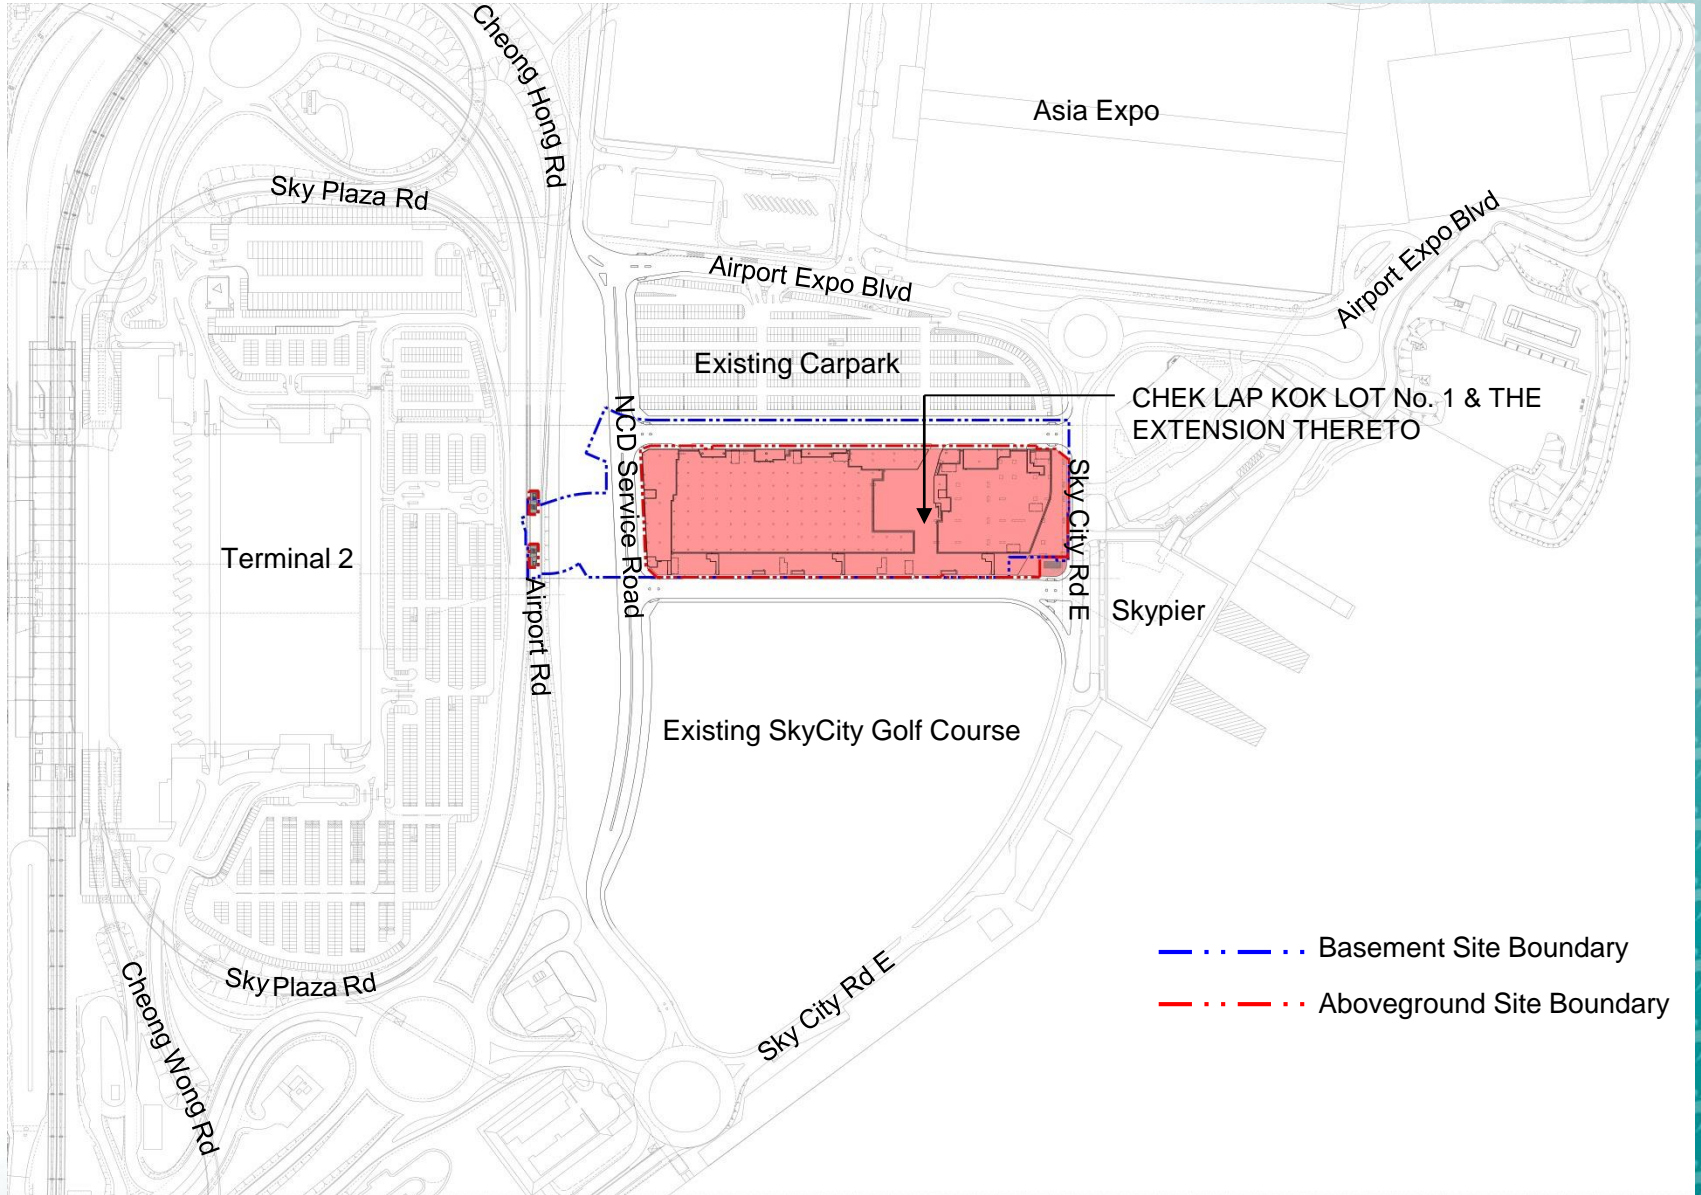 Cheong Hong Rd
Asia Expo
Sky Plaza Rd
Airport Expo Blvd
Airport Expo Blvd
Existing Carpark
CHEK LAP KOK LOT No. 1 & THE
EXTENSION THERETO
NCD Service Road
Sky City Rd E
Terminal 2
Airport Rd
Skypier
Existing SkyCity Golf Course
Basement Site Boundary
Sky Plaza Rd
Aboveground Site Boundary
Sky City Rd E
Cheong Wong Rd